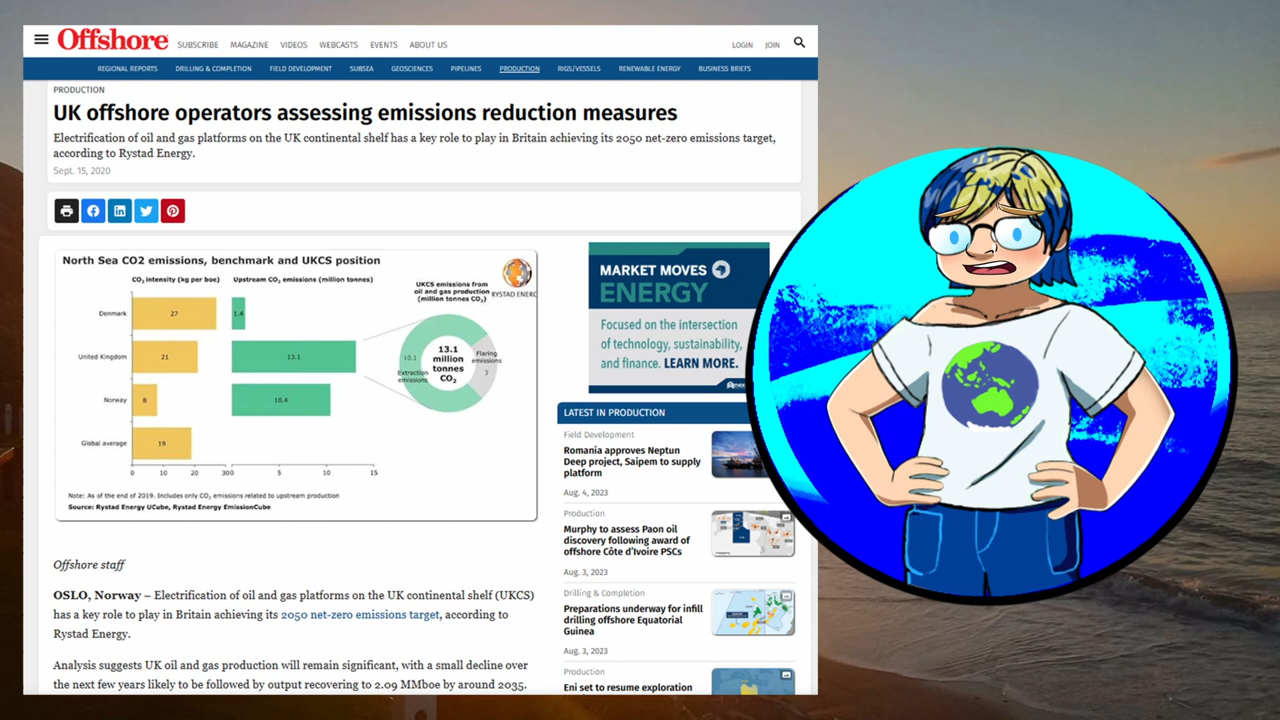 Offshore
SUBSCRIBE MAGAZINE VIDEOS WEBCASTS EVENTS ABOUT US
LOGIN JOIN
REGIONAL REPORTS DRILLING & COMPLETION FIELD DEVELOPMENT SUBSEA GEOSCIENCES PIPELINES PRODUCTION RIGS/VESSELS RENEWABLE ENERGY BUSINESS BRIEFS
PRODUCTION
UK offshore operators assessing emissions reduction measures
Electrification of oil and gas platforms on the UK continental shelf has a key role to play in Britain achieving its 2050 net-zero emissions target,
according to Rystad Energy.
Sept. 15, 2020
North Sea CO2 emissions, benchmark and UKCS position
CO₂ intensity (kg per boe) Upstream CO₂ emissions (million tonnes)
UKCS emissions from
oil and gas production
(million tonnes CO₂)
RYSTAD ENERG
Denmark 27 1.4
United Kingdom 21 13.1
Norway 8 10.4
Global average 19
0 10 20 300 5 10 15
13.1
million
tonnes
CO₂
10.1
Extraction
emissions
Flaring
emissions
3
Note: As of the end of 2019. Includes only CO₂ emissions related to upstream production
Source: Rystad Energy UCube, Rystad Energy EmissionCube
Offshore staff
OSLO, Norway – Electrification of oil and gas platforms on the UK continental shelf (UKCS)
has a key role to play in Britain achieving its 2050 net-zero emissions target, according to
Rystad Energy.
Analysis suggests UK oil and gas production will remain significant, with a small decline over
the next few years likely to be followed by output recovering to 2.09 MMboe by around 2035.
MARKET MOVES
ENERGY
Focused on the intersection
of technology, sustainability,
and finance. LEARN MORE.
LATEST IN PRODUCTION
Field Development
Romania approves Neptun
Deep project, Saipem to supply
platform
Aug. 4, 2023
Production
Murphy to assess Paon oil
discovery following award of
offshore Côte d'Ivoire PSCs
Aug. 3, 2023
Drilling & Completion
Preparations underway for infill
drilling offshore Equatorial
Guinea
Aug. 3, 2023
Production
Eni set to resume exploration